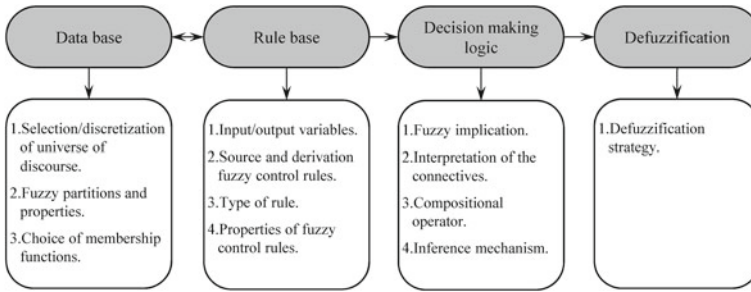 Data base
Rule base
Decision making
logic
Defuzzification
1.Selection/discretization
of universe of
discourse.
2.Fuzzy partitions and
properties.
3.Choice of membership
functions.
1.Input/output variables.
2.Source and derivation
fuzzy control rules.
3.Type of rule.
4.Properties of fuzzy
control rules.
1.Fuzzy implication.
2.Interpretation of the
connectives.
3.Compositional
operator.
4.Inference mechanism.
1.Defuzzification
strategy.